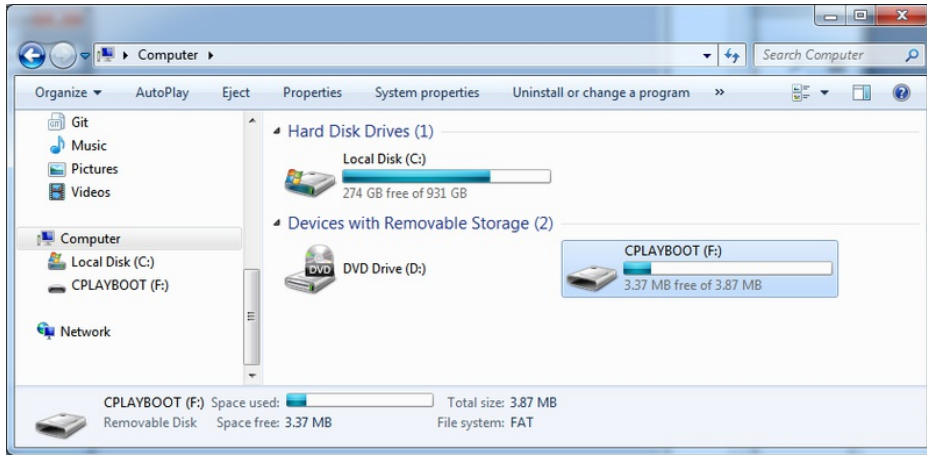 Computer
Search Computer
Organize AutoPlay Eject Properties System properties Uninstall or change a program »
Git
Music
Pictures
Videos
Computer
Local Disk (C:)
CPLAYBOOT (F:)
Network
Hard Disk Drives (1)
Local Disk (C:)
274 GB free of 931 GB
Devices with Removable Storage (2)
DVD Drive (D:)
CPLAYBOOT (F:)
3.37 MB free of 3.87 MB
CPLAYBOOT (F:) Space used: Total size: 3.87 MB
Removable Disk Space free: 3.37 MB File system: FAT